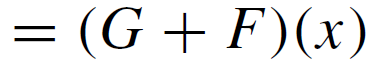 = (G + F)(x)